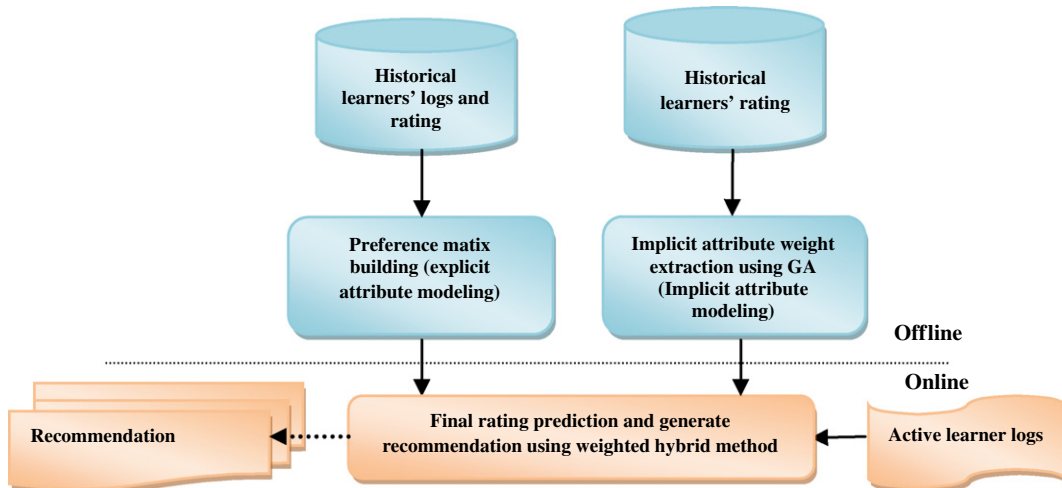 Historical
learners’ logs and
rating
Historical
learners’ rating
Preference matix
building (explicit
attribute modeling)
Implicit attribute weight
extraction using GA
(Implicit attribute
modeling)
Offline
Online
Recommendation
Final rating prediction and generate
recommendation using weighted hybrid method
Active learner logs